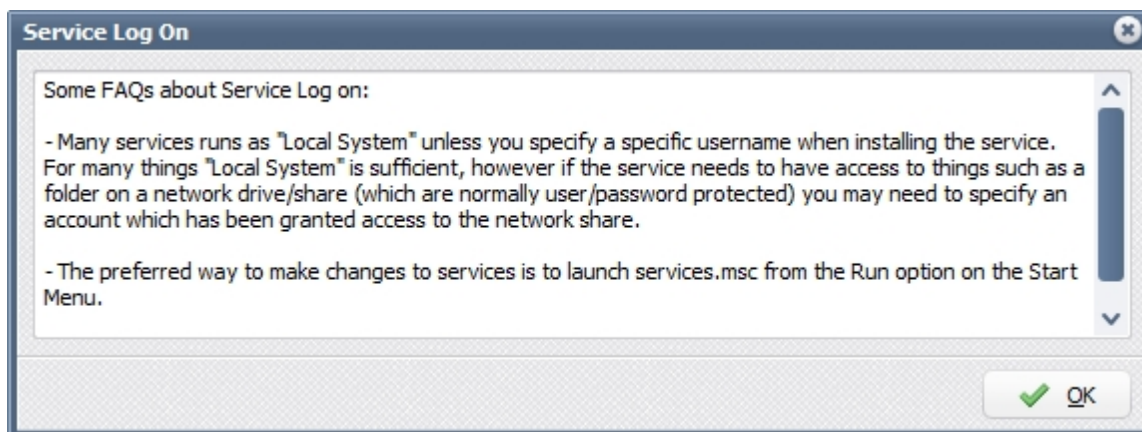 Service Log On
Some FAQs about Service Log on:
- Many services runs as "Local System" unless you specify a specific username when installing the service.
For many things "Local System" is sufficient, however if the service needs to have access to things such as a
folder on a network drive/share (which are normally user/password protected) you may need to specify an
account which has been granted access to the network share.
- The preferred way to make changes to services is to launch services.msc from the Run option on the Start
Menu.
OK